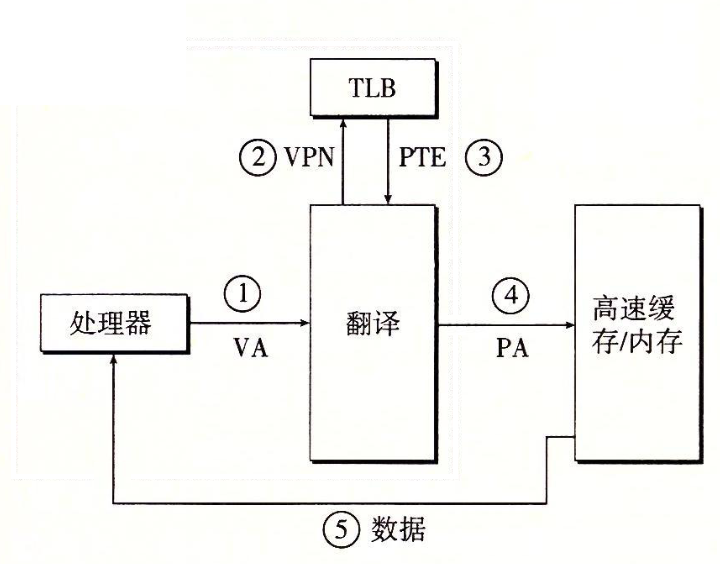 TLB
② VPN
PTE ③
①
④
处理器
翻译
高速缓
存/内存
VA
PA
⑤ 数据